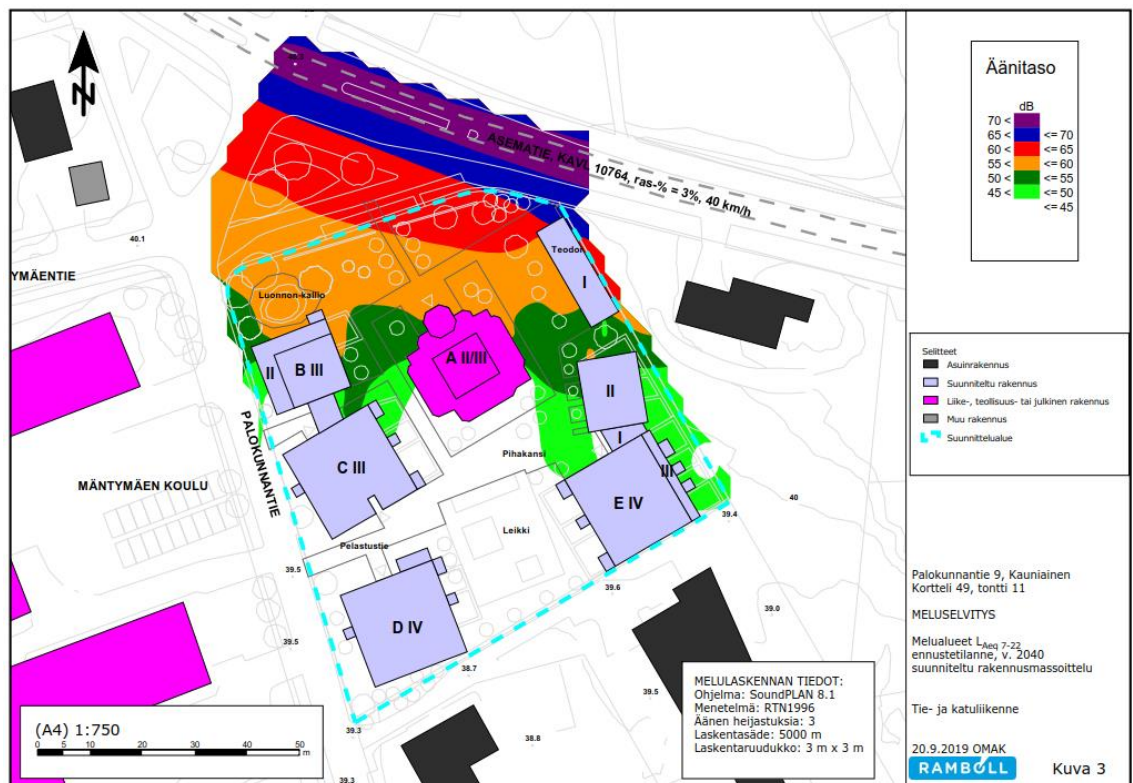 N
40.3
ASEMATIE, KAVL 10764, ras-% = 3%, 40 km/h
40.1
YMÄENTIE
Teodor
I
Luonnon-kallio
II
B III
A II/III
II
I
PALOKUNNANTIE
C III
Pihakansi
III
MÄNTYMÄEN KOULU
E IV
40
39.4
Leikki
Pelastustie
39.5
39.6
39.0
D IV
39.5
38.7
39.5
39.3
38.8
39.3
(A4) 1:750
0 5 10 20 30 40 50
m
MELULASKENNAN TIEDOT:
Ohjelma: SoundPLAN 8.1
Menetelmä: RTN1996
Äänen heijastuksia: 3
Laskentasäde: 5000 m
Laskentaruudukko: 3 m x 3 m
Äänitaso
dB
70 <
65 < <= 70
60 < <= 65
55 < <= 60
50 < <= 55
45 < <= 50
<= 45
Selitteet
Asuinrakennus
Suunniteltu rakennus
Liike-, teollisuus- tai julkinen rakennus
Muu rakennus
Suunnittelualue
Palokunnantie 9, Kauniainen
Kortteli 49, tontti 11
MELUSELVITYS
Melualueet LAeq 7-22
ennustetilanne, v. 2040
suunniteltu rakennusmassoittelu
Tie- ja katuliikenne
20.9.2019 OMAK
RAMBOLL
Kuva 3